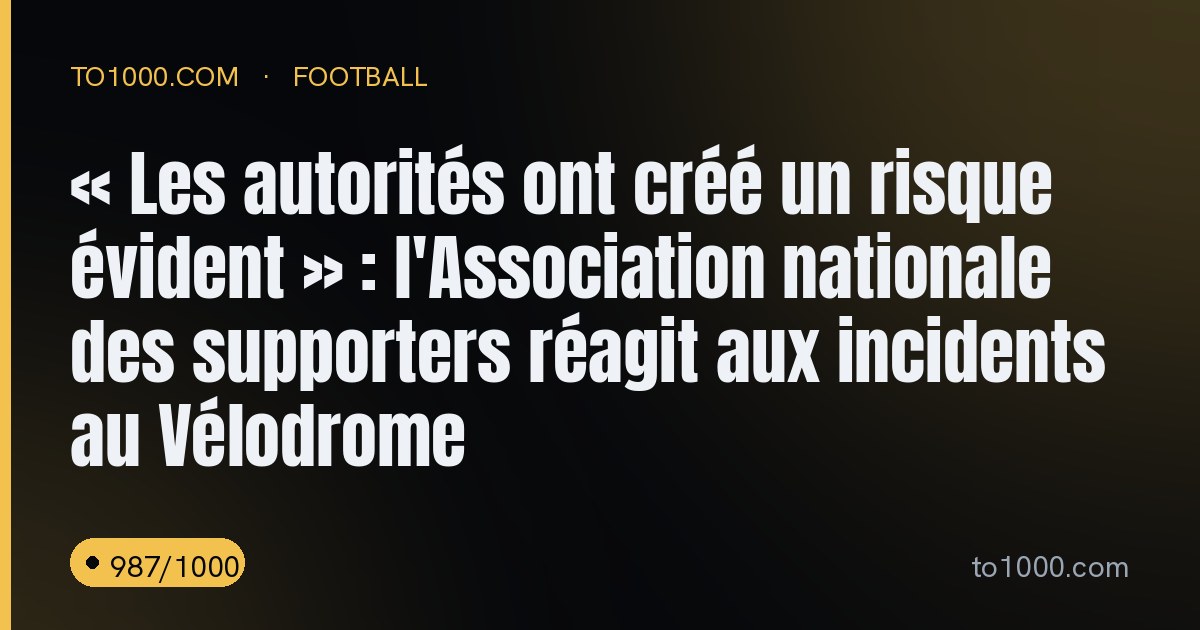 TO1000.COM · FOOTBALL
« Les autorités ont créé un risque
évident » : l'Association nationale
des supporters réagit aux incidents
au Vélodrome
987/1000
to1000.com